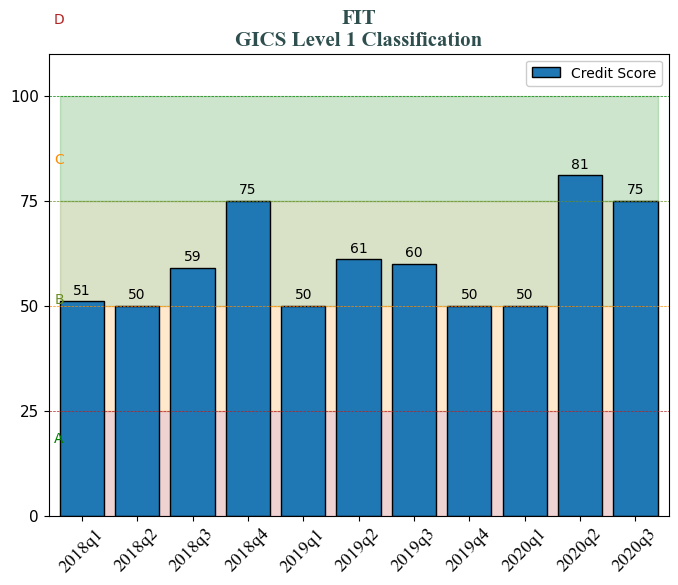 D
FIT
GICS Level 1 Classification
Credit Score
100
C
81
75
75
75
61
60
59
B
51
50
50
50
50
50
25
A
0
2018q1
2018q2
2018q3
2018q4
2019q1
2019q2
2019q3
2019q4
2020q1
2020q2
2020q3